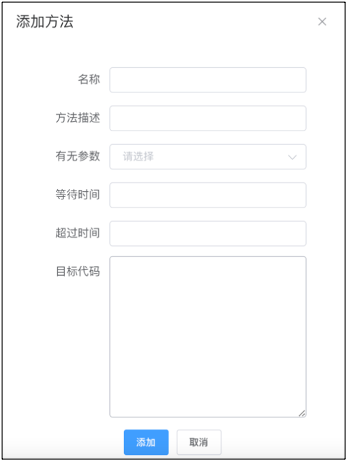 添加方法
名称
方法描述
有无参数 请选择
等待时间
超过时间
目标代码
添加 取消